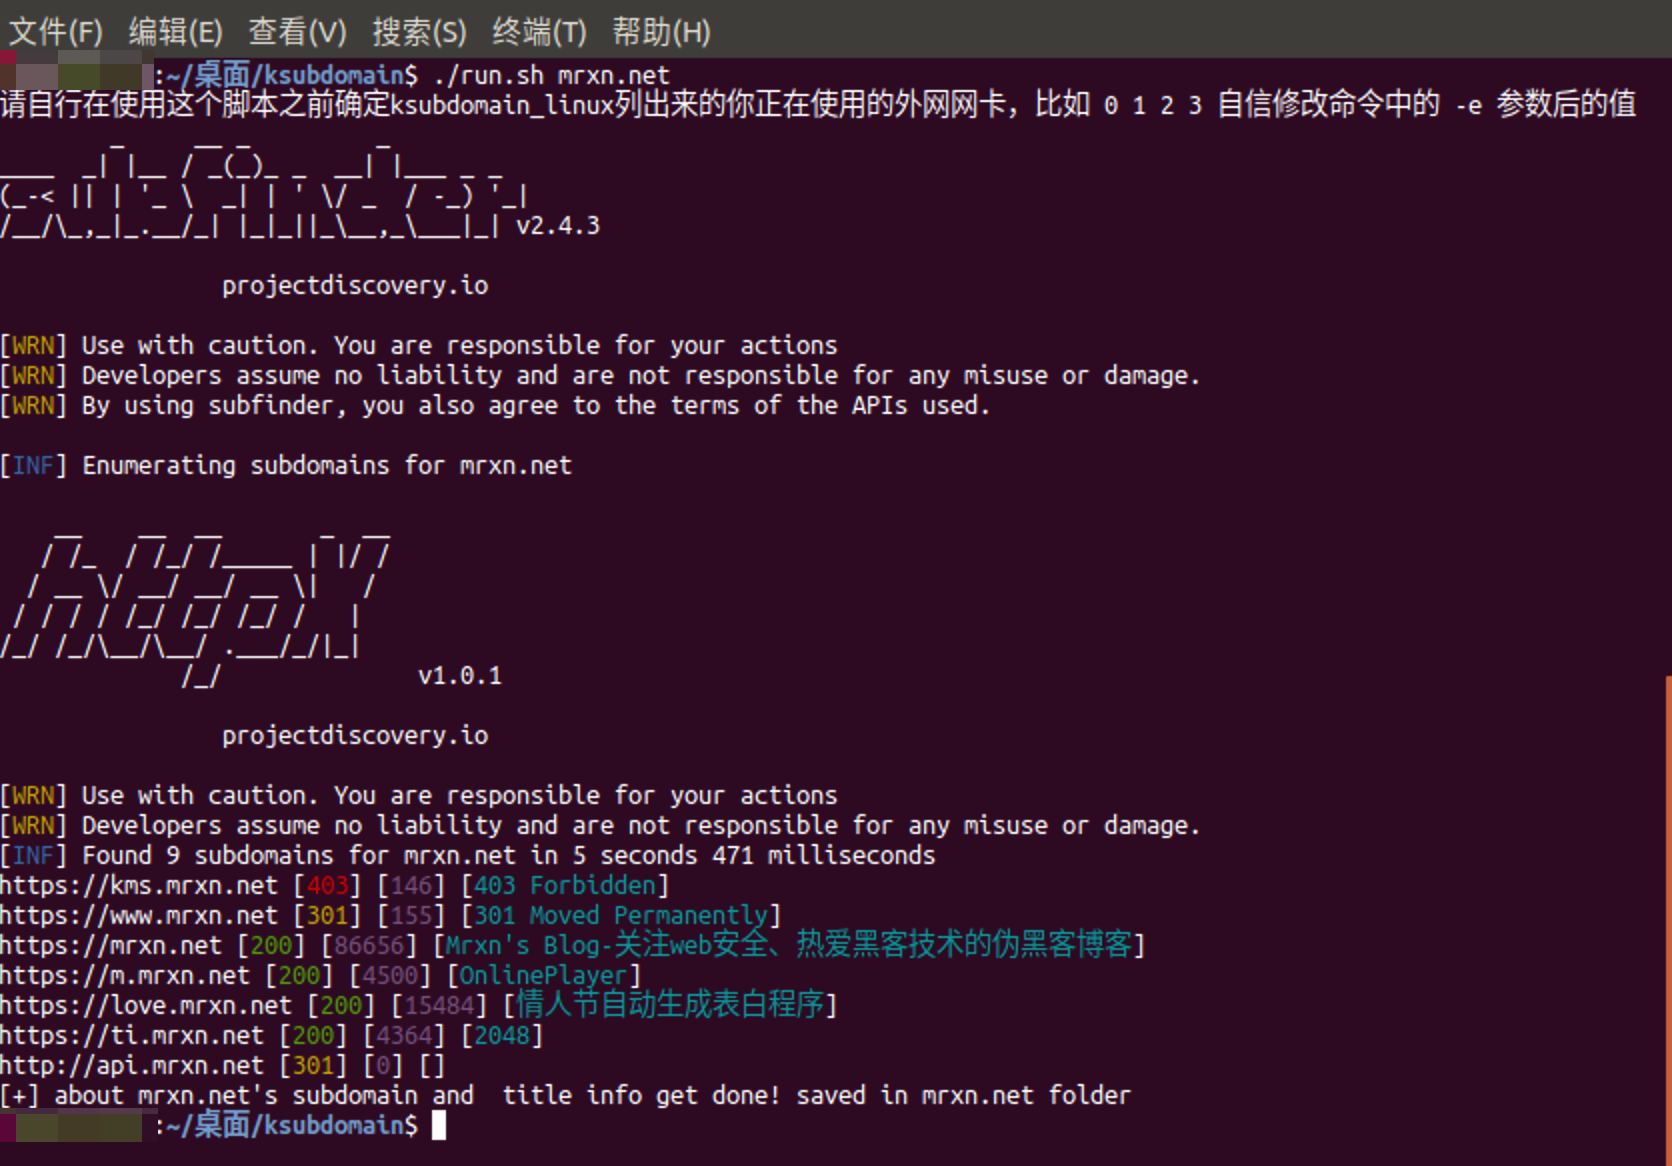 文件(F) 编辑(E) 查看(V) 搜索(S) 终端(T) 帮助(H)
:~/桌面/ksubdomain$ ./run.sh mrxn.net
请自行在使用这个脚本之前确定ksubdomain_linux列出来的你正在使用的外网网卡，比如 0 1 2 3 自信修改命令中的 -e 参数后的值
subfinder v2.4.3
projectdiscovery.io
[WRN] Use with caution. You are responsible for your actions
[WRN] Developers assume no liability and are not responsible for any misuse or damage.
[WRN] By using subfinder, you also agree to the terms of the APIs used.
[INF] Enumerating subdomains for mrxn.net
httpx
v1.0.1
projectdiscovery.io
[WRN] Use with caution. You are responsible for your actions
[WRN] Developers assume no liability and are not responsible for any misuse or damage.
[INF] Found 9 subdomains for mrxn.net in 5 seconds 471 milliseconds
https://kms.mrxn.net [403] [146] [403 Forbidden]
https://www.mrxn.net [301] [155] [301 Moved Permanently]
https://mrxn.net [200] [86656] [Mrxn's Blog-关注web安全、热爱黑客技术的伪黑客博客]
https://m.mrxn.net [200] [4500] [OnlinePlayer]
https://love.mrxn.net [200] [15484] [情人节自动生成表白程序]
https://ti.mrxn.net [200] [4364] [2048]
http://api.mrxn.net [301] [0] []
[+] about mrxn.net's subdomain and  title info get done! saved in mrxn.net folder
:~/桌面/ksubdomain$